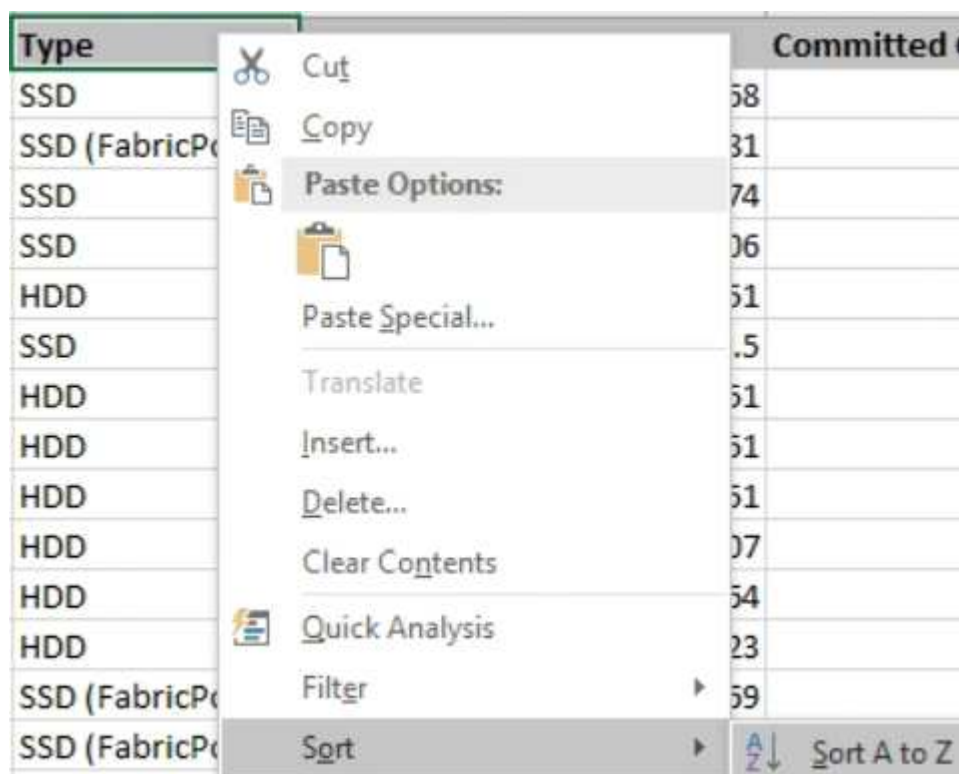 Type Committed
SSD Cut 58
SSD (FabricPo Copy 31
SSD Paste Options: 74
SSD 06
HDD Paste Special... 51
SSD .5
HDD Translate 51
HDD Insert... 51
HDD Delete... 51
HDD Clear Contents 07
HDD Quick Analysis 54
HDD 23
SSD (FabricPo Filter 59
SSD (FabricPo Sort Sort A to Z